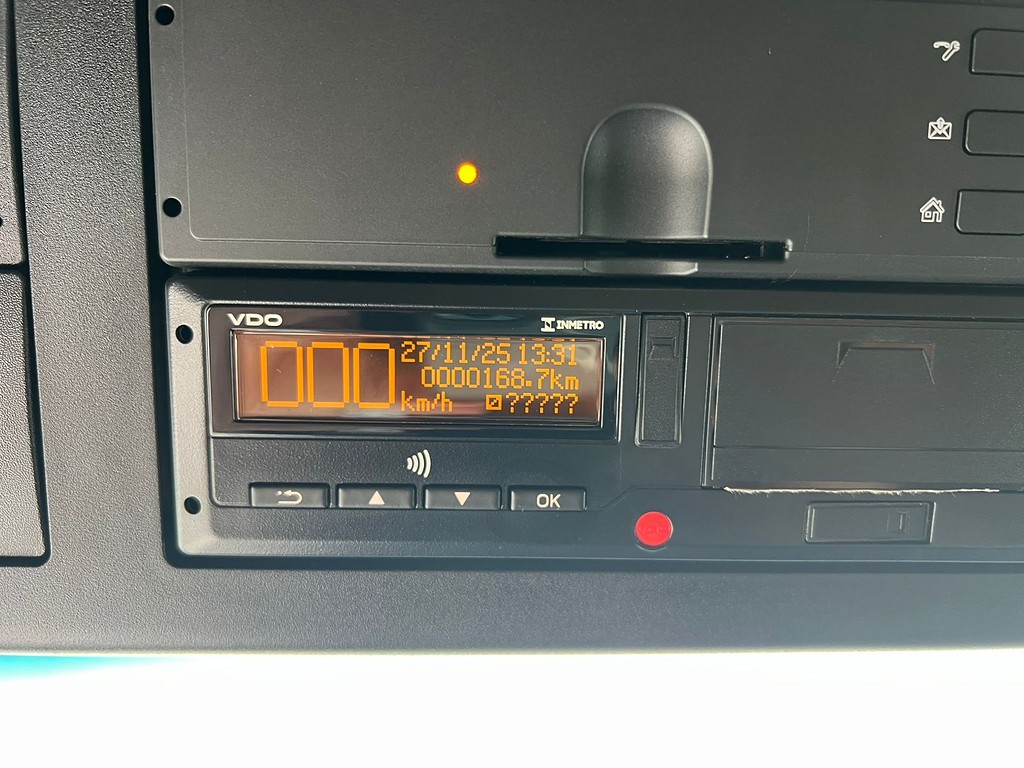 VDO
INMETRO
000
27/11/25 13:31
0000168.7km
km/h ?????
OK